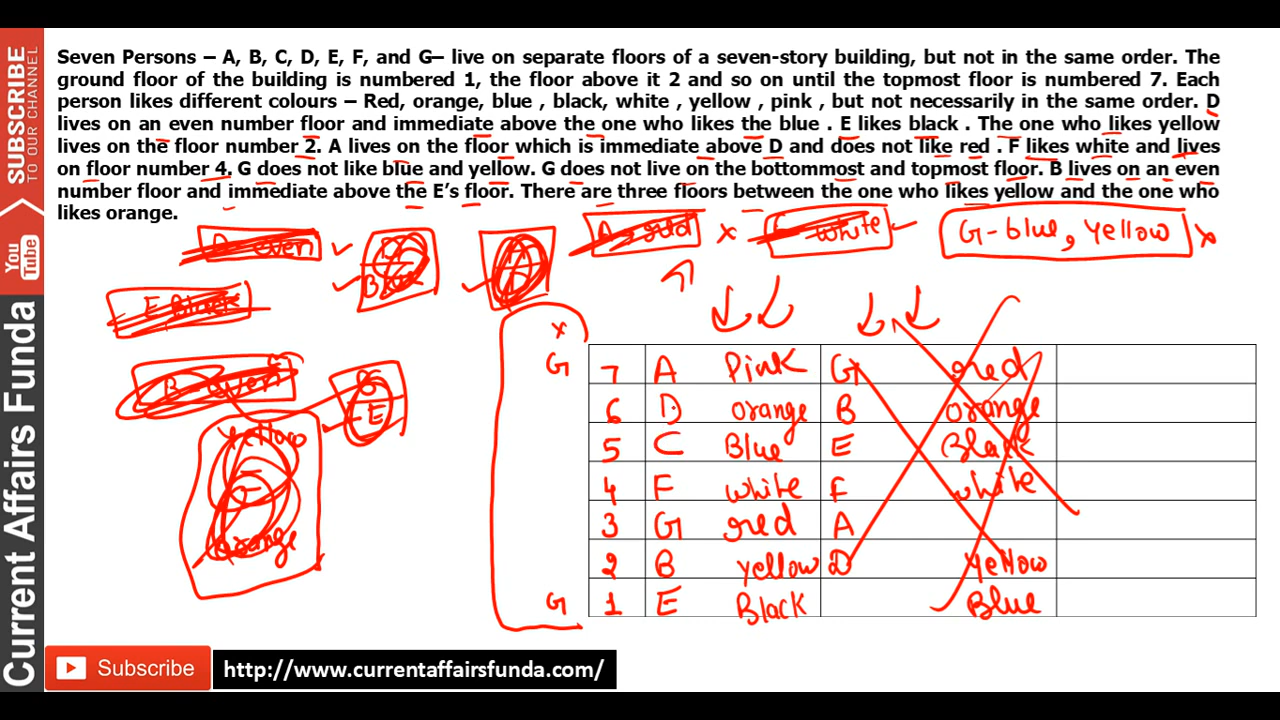 SUBSCRIBE
TO OUR CHANNEL
You Tube
Current Affairs Funda
Seven Persons – A, B, C, D, E, F, and G– live on separate floors of a seven-story building, but not in the same order. The
ground floor of the building is numbered 1, the floor above it 2 and so on until the topmost floor is numbered 7. Each
person likes different colours – Red, orange, blue , black, white , yellow , pink , but not necessarily in the same order. D
lives on an even number floor and immediate above the one who likes the blue . E likes black . The one who likes yellow
lives on the floor number 2. A lives on the floor which is immediate above D and does not like red . F likes white and lives
on floor number 4. G does not like blue and yellow. G does not live on the bottommost and topmost floor. B lives on an even
number floor and immediate above the E's floor. There are three floors between the one who likes yellow and the one who
likes orange.
D - even
A - red x
F - white
G - blue, yellow x
E Black
B - even
E
yellow
orange
x
G
G
7 A Pink G red
6 D orange B orange
5 C Blue E Black
4 F white F white
3 G red A
2 B yellow D Yellow
1 E Black Blue
Subscribe
http://www.currentaffairsfunda.com/